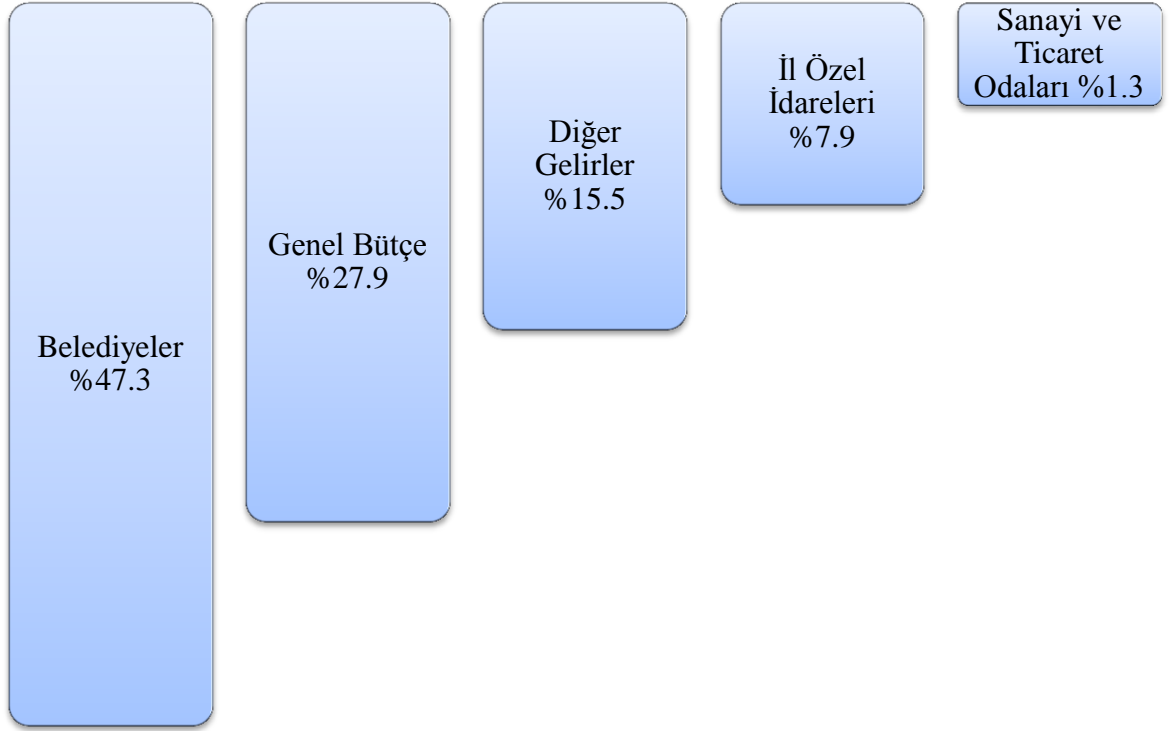 Belediyeler
%47.3
Genel Bütçe
%27.9
Diğer
Gelirler
%15.5
İl Özel
İdareleri
%7.9
Sanayi ve
Ticaret
Odaları %1.3